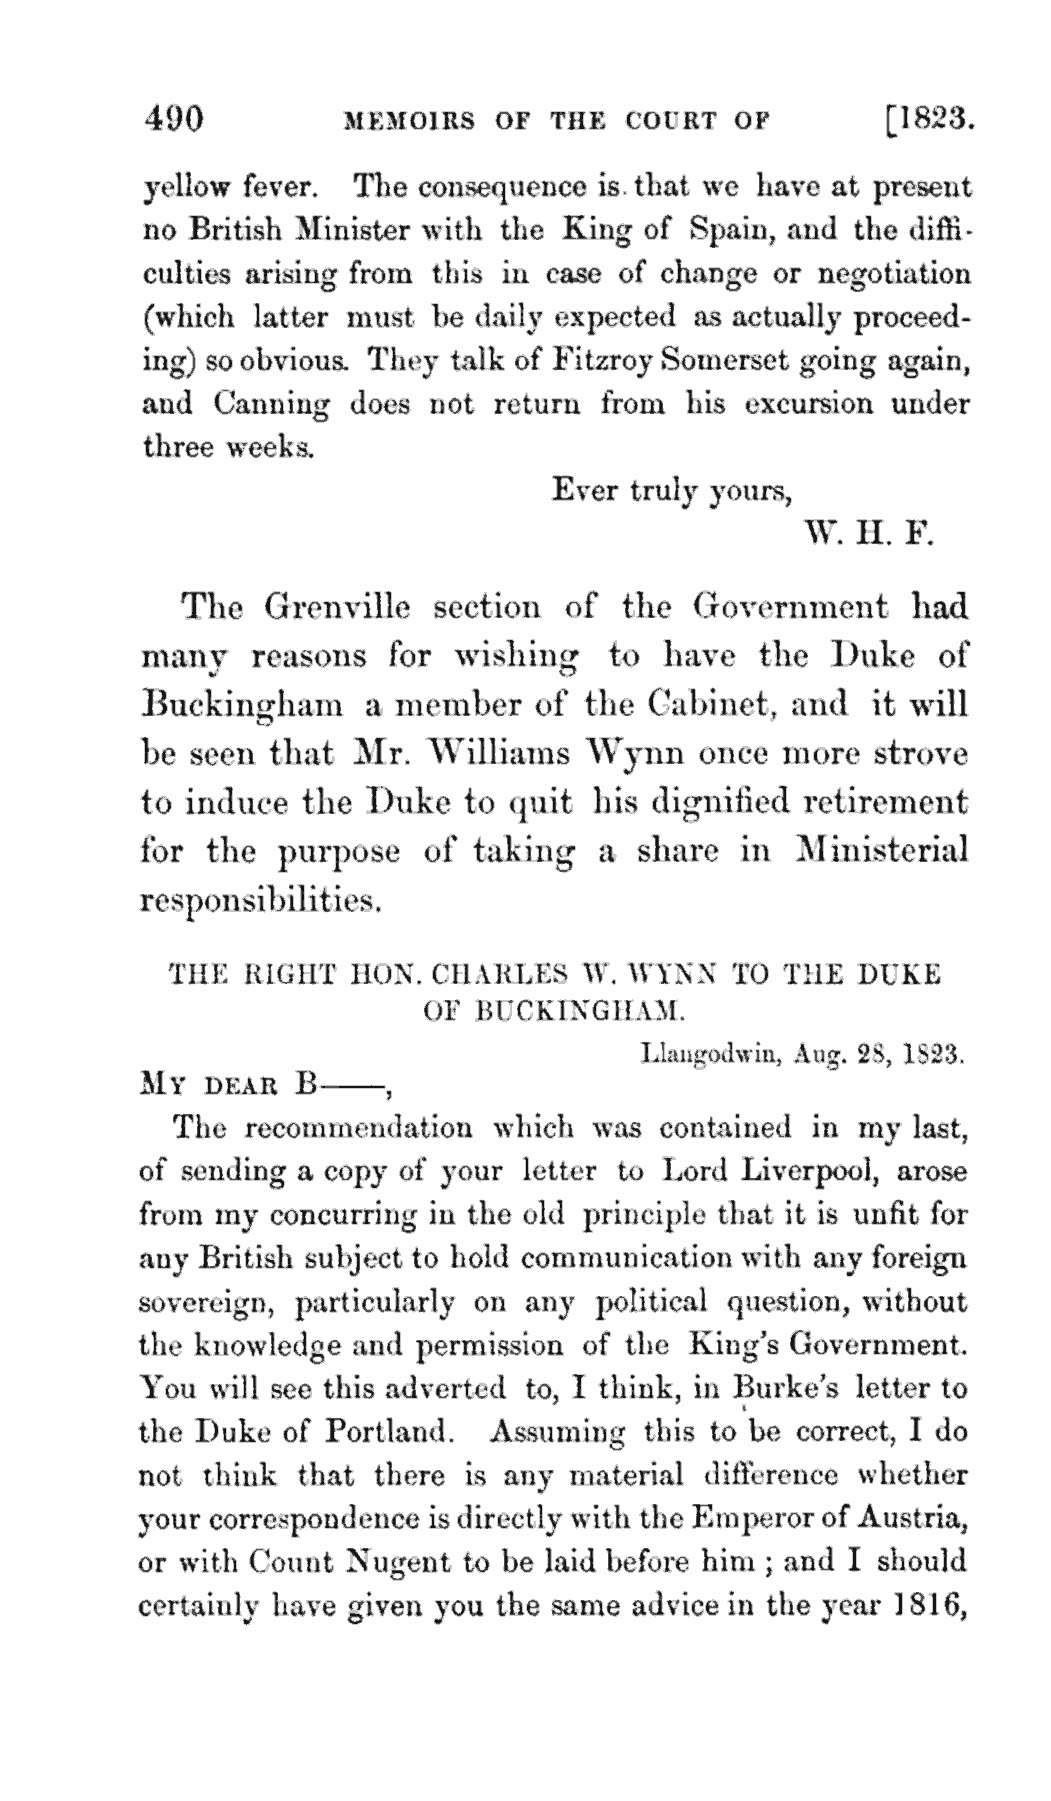 490 MEMOIRS OF THE COURT OF [1823.
yellow fever. The consequence is that we have at present
no British Minister with the King of Spain, and the diffi-
culties arising from this in case of change or negotiation
(which latter must be daily expected as actually proceed-
ing) so obvious. They talk of Fitzroy Somerset going again,
and Canning does not return from his excursion under
three weeks.
Ever truly yours,
W. H. F.
The Grenville section of the Government had
many reasons for wishing to have the Duke of
Buckingham a member of the Cabinet, and it will
be seen that Mr. Williams Wynn once more strove
to induce the Duke to quit his dignified retirement
for the purpose of taking a share in Ministerial
responsibilities.
THE RIGHT HON. CHARLES W. WYNN TO THE DUKE
OF BUCKINGHAM.
Llangodwin, Aug. 28, 1823.
MY DEAR B——,
The recommendation which was contained in my last,
of sending a copy of your letter to Lord Liverpool, arose
from my concurring in the old principle that it is unfit for
any British subject to hold communication with any foreign
sovereign, particularly on any political question, without
the knowledge and permission of the King's Government.
You will see this adverted to, I think, in Burke's letter to
the Duke of Portland. Assuming this to be correct, I do
not think that there is any material difference whether
your correspondence is directly with the Emperor of Austria,
or with Count Nugent to be laid before him ; and I should
certainly have given you the same advice in the year 1816,